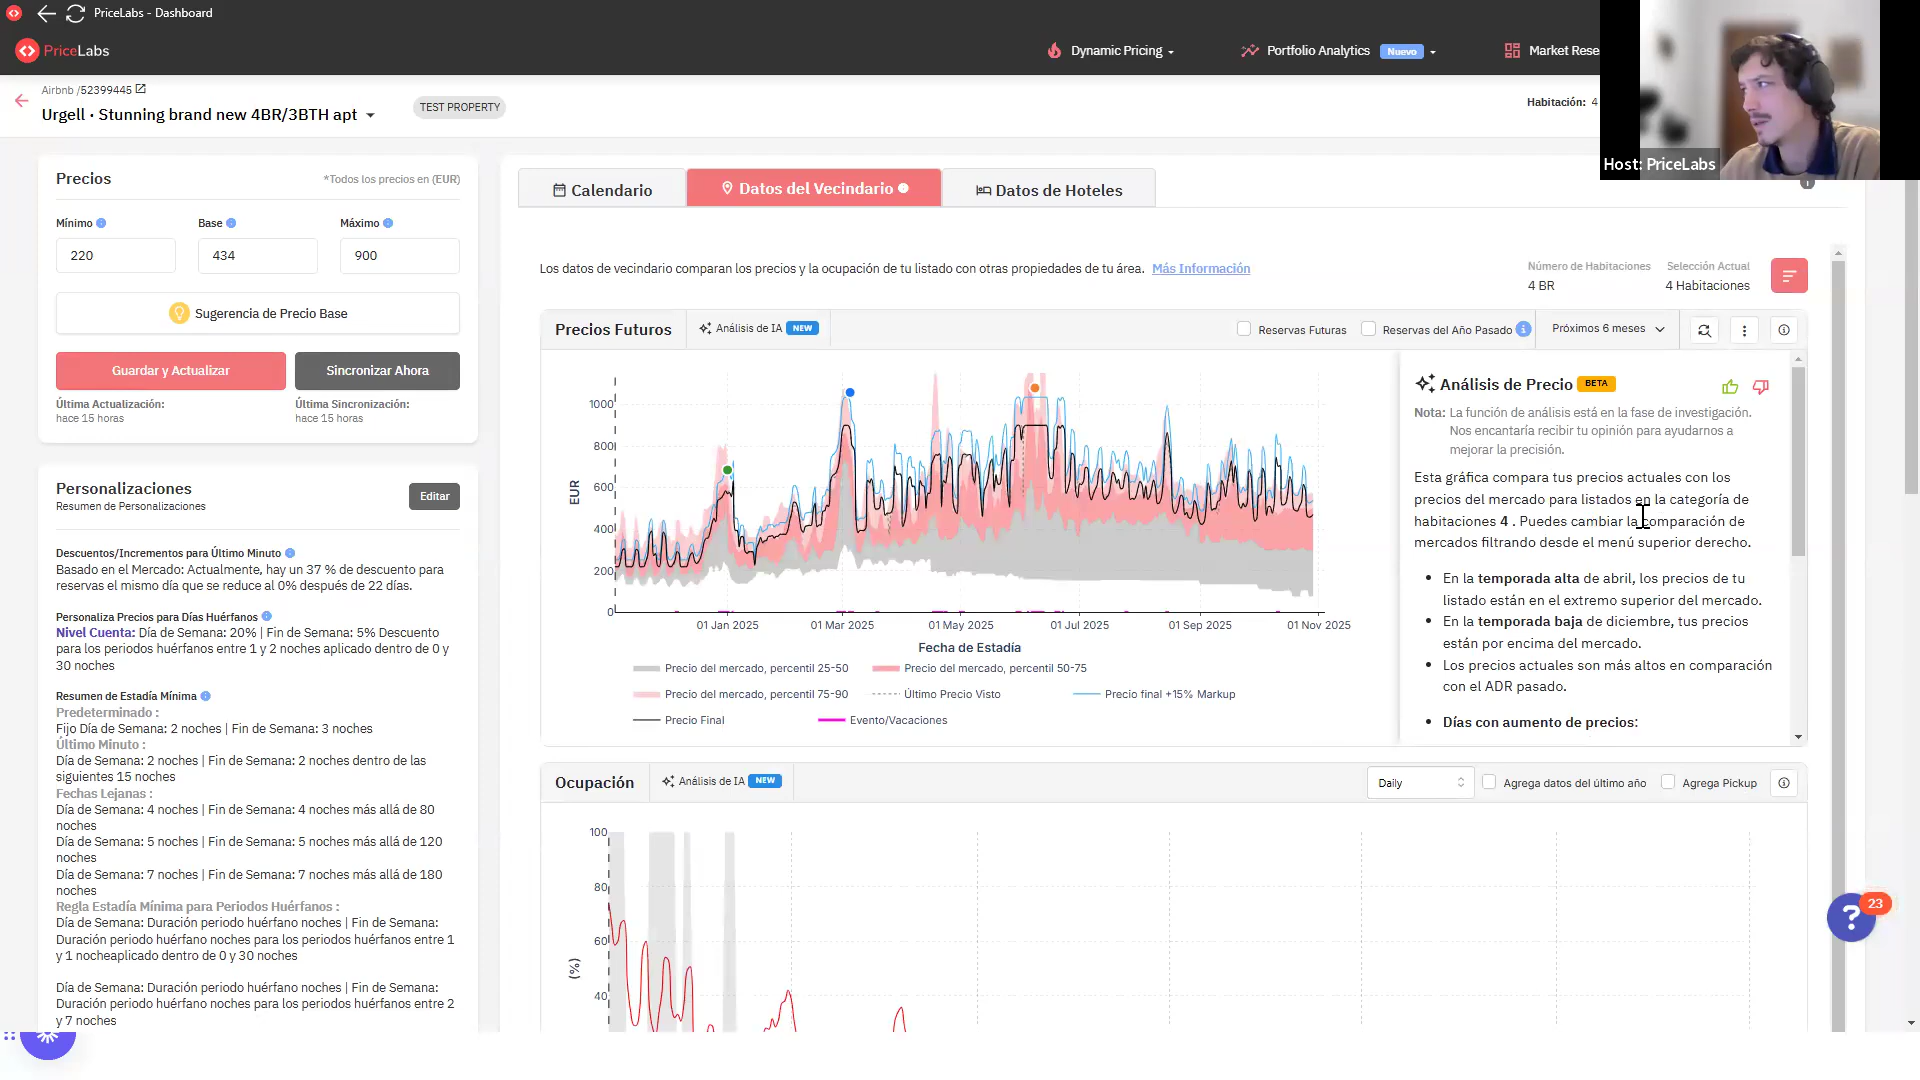 PriceLabs - Dashboard
PriceLabs
Dynamic Pricing
Portfolio Analytics
Nuevo
Market Rese
Airbnb /52399445
Urgell · Stunning brand new 4BR/3BTH apt
TEST PROPERTY
Habitación: 4
Host: PriceLabs
Precios
*Todos los precios en (EUR)
Mínimo
Base
Máximo
220
434
900
Sugerencia de Precio Base
Guardar y Actualizar
Sincronizar Ahora
Última Actualización:
hace 15 horas
Última Sincronización:
hace 15 horas
Personalizaciones
Resumen de Personalizaciones
Editar
Descuentos/Incrementos para Último Minuto
Basado en el Mercado: Actualmente, hay un 37 % de descuento para
reservas el mismo día que se reduce al 0% después de 22 días.
Personaliza Precios para Días Huérfanos
Nivel Cuenta: Día de Semana: 20% | Fin de Semana: 5% Descuento
para los periodos huérfanos entre 1 y 2 noches aplicado dentro de 0 y
30 noches
Resumen de Estadía Mínima
Predeterminado :
Fijo Día de Semana: 2 noches | Fin de Semana: 3 noches
Último Minuto :
Día de Semana: 2 noches | Fin de Semana: 2 noches dentro de las
siguientes 15 noches
Fechas Lejanas :
Día de Semana: 4 noches | Fin de Semana: 4 noches más allá de 80
noches
Día de Semana: 5 noches | Fin de Semana: 5 noches más allá de 120
noches
Día de Semana: 7 noches | Fin de Semana: 7 noches más allá de 180
noches
Regla Estadía Mínima para Periodos Huérfanos :
Día de Semana: Duración periodo huérfano noches | Fin de Semana:
Duración periodo huérfano noches para los periodos huérfanos entre 1
y 1 nocheaplicado dentro de 0 y 30 noches
Día de Semana: Duración periodo huérfano noches | Fin de Semana:
Duración periodo huérfano noches para los periodos huérfanos entre 2
y 7 noches
Calendario
Datos del Vecindario
Datos de Hoteles
Los datos de vecindario comparan los precios y la ocupación de tu listado con otras propiedades de tu área. Más Información
Número de Habitaciones
4 BR
Selección Actual
4 Habitaciones
Precios Futuros
Análisis de IA
NEW
Reservas Futuras
Reservas del Año Pasado
Próximos 6 meses
1000
800
600
400
200
0
EUR
01 Jan 2025
01 Mar 2025
01 May 2025
01 Jul 2025
01 Sep 2025
01 Nov 2025
Fecha de Estadía
Precio del mercado, percentil 25-50
Precio del mercado, percentil 50-75
Precio del mercado, percentil 75-90
Último Precio Visto
Precio final +15% Markup
Precio Final
Evento/Vacaciones
Análisis de Precio
BETA
Nota: La función de análisis está en la fase de investigación.
Nos encantaría recibir tu opinión para ayudarnos a
mejorar la precisión.
Esta gráfica compara tus precios actuales con los
precios del mercado para listados en la categoría de
habitaciones 4 . Puedes cambiar la comparación de
mercados filtrando desde el menú superior derecho.
• En la temporada alta de abril, los precios de tu
listado están en el extremo superior del mercado.
• En la temporada baja de diciembre, tus precios
están por encima del mercado.
• Los precios actuales son más altos en comparación
con el ADR pasado.
• Días con aumento de precios:
Ocupación
Análisis de IA
NEW
Daily
Agrega datos del último año
Agrega Pickup
100
80
60
40
(%)
23